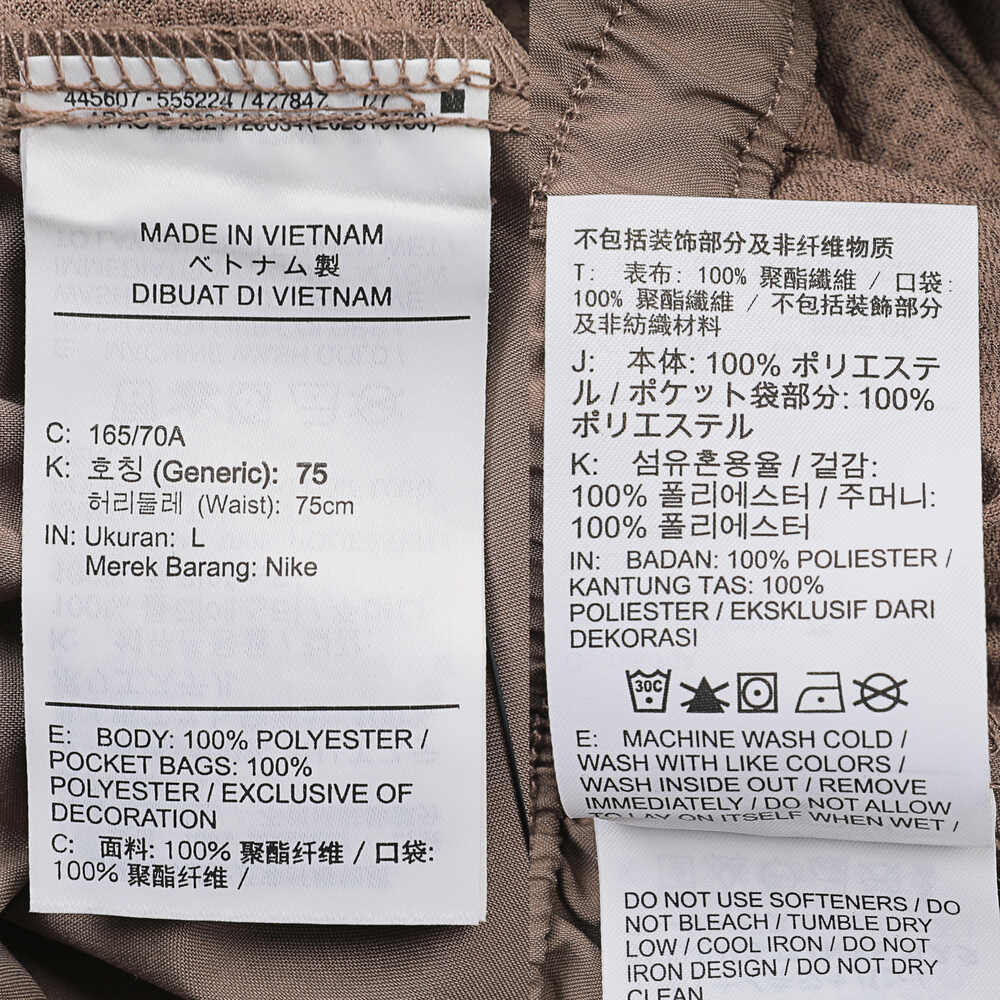 445607 - 555224 / 477847 7/7
MADE IN VIETNAM
ベトナム製
DIBUAT DI VIETNAM
C: 165/70A
K: 호칭 (Generic): 75
허리둘레 (Waist): 75cm
IN: Ukuran: L
Merek Barang: Nike
E: BODY: 100% POLYESTER /
POCKET BAGS: 100%
POLYESTER / EXCLUSIVE OF
DECORATION
C: 面料: 100% 聚酯纤维 / 口袋:
100% 聚酯纤维 /
不包括装饰部分及非纤维物质
T: 表布: 100% 聚酯纖維 / 口袋:
100% 聚酯纖維 / 不包括裝飾部分
及非紡織材料
J: 本体: 100% ポリエステ
ル / ポケット袋部分: 100%
ポリエステル
K: 섬유혼용율 / 겉감:
100% 폴리에스터 / 주머니:
100% 폴리에스터
IN: BADAN: 100% POLIESTER /
KANTUNG TAS: 100%
POLIESTER / EKSKLUSIF DARI
DEKORASI
30C
E: MACHINE WASH COLD /
WASH WITH LIKE COLORS /
WASH INSIDE OUT / REMOVE
IMMEDIATELY / DO NOT ALLOW
TO LAY ON ITSELF WHEN WET /
DO NOT USE SOFTENERS / DO
NOT BLEACH / TUMBLE DRY
LOW / COOL IRON / DO NOT
IRON DESIGN / DO NOT DRY
CLEAN